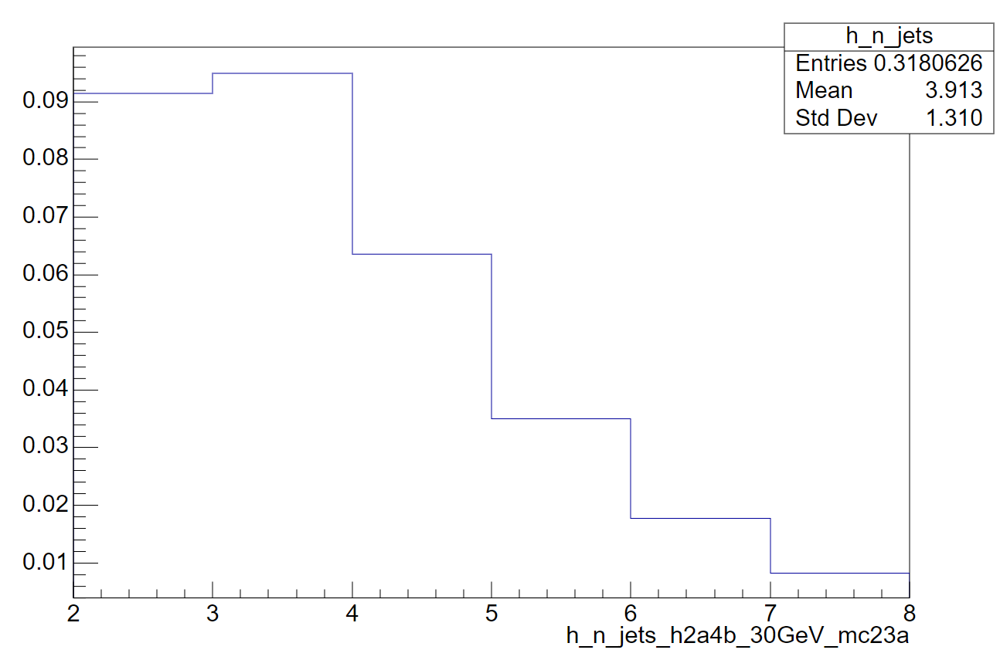 h_n_jets
Entries 0.3180626
Mean 3.913
Std Dev 1.310
0.09
0.08
0.07
0.06
0.05
0.04
0.03
0.02
0.01
2 3 4 5 6 7 8
h_n_jets_h2a4b_30GeV_mc23a